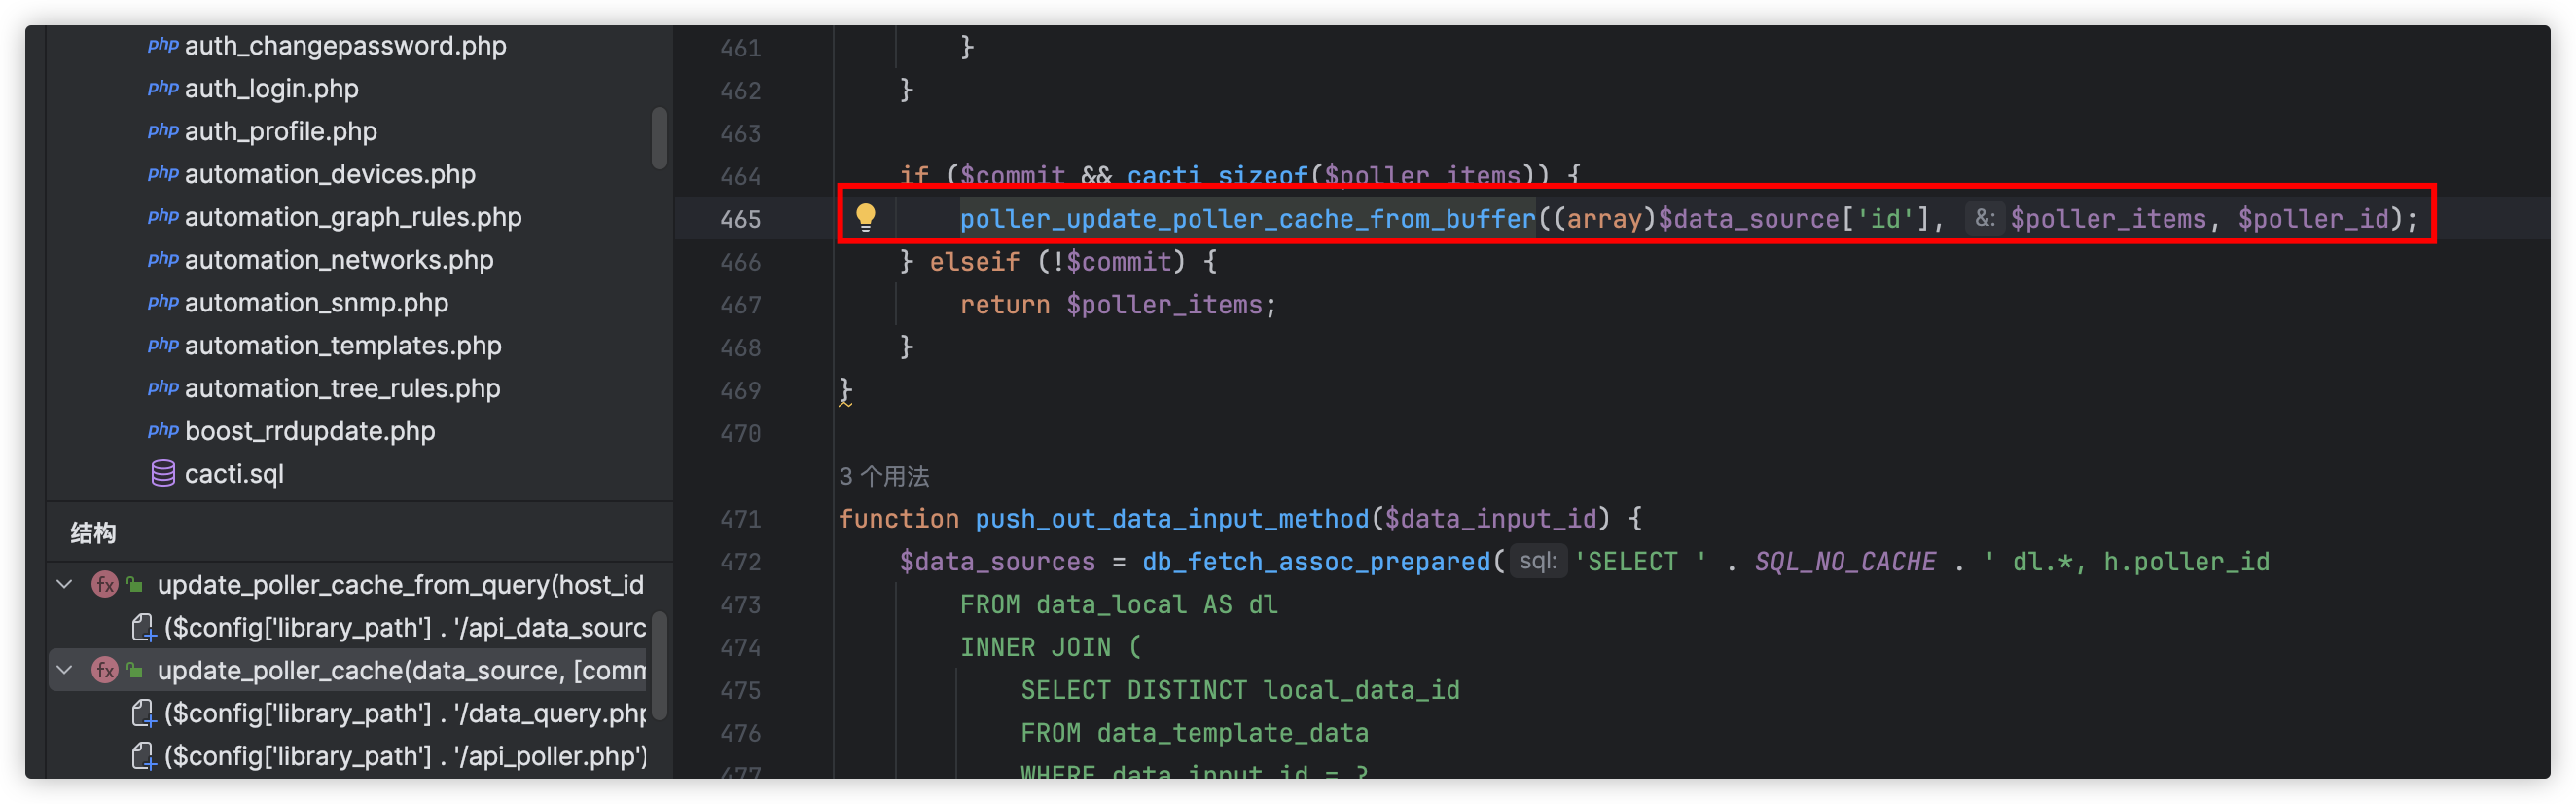 php auth_changepassword.php
php auth_login.php
php auth_profile.php
php automation_devices.php
php automation_graph_rules.php
php automation_networks.php
php automation_snmp.php
php automation_templates.php
php automation_tree_rules.php
php boost_rrdupdate.php
cacti.sql
结构
fx update_poller_cache_from_query(host_id
($config['library_path'] . '/api_data_sourc
fx update_poller_cache(data_source, [comm
($config['library_path'] . '/data_query.php
($config['library_path'] . '/api_poller.php')
461 }
462 }
463
464 if ($commit && cacti_sizeof($poller_items)) {
465 poller_update_poller_cache_from_buffer((array)$data_source['id'], &: $poller_items, $poller_id);
466 } elseif (!$commit) {
467 return $poller_items;
468 }
469 }
470
3 个用法
471 function push_out_data_input_method($data_input_id) {
472 $data_sources = db_fetch_assoc_prepared( sql: 'SELECT ' . SQL_NO_CACHE . ' dl.*, h.poller_id
473 FROM data_local AS dl
474 INNER JOIN (
475 SELECT DISTINCT local_data_id
476 FROM data_template_data
477 WHERE data_input_id = ?